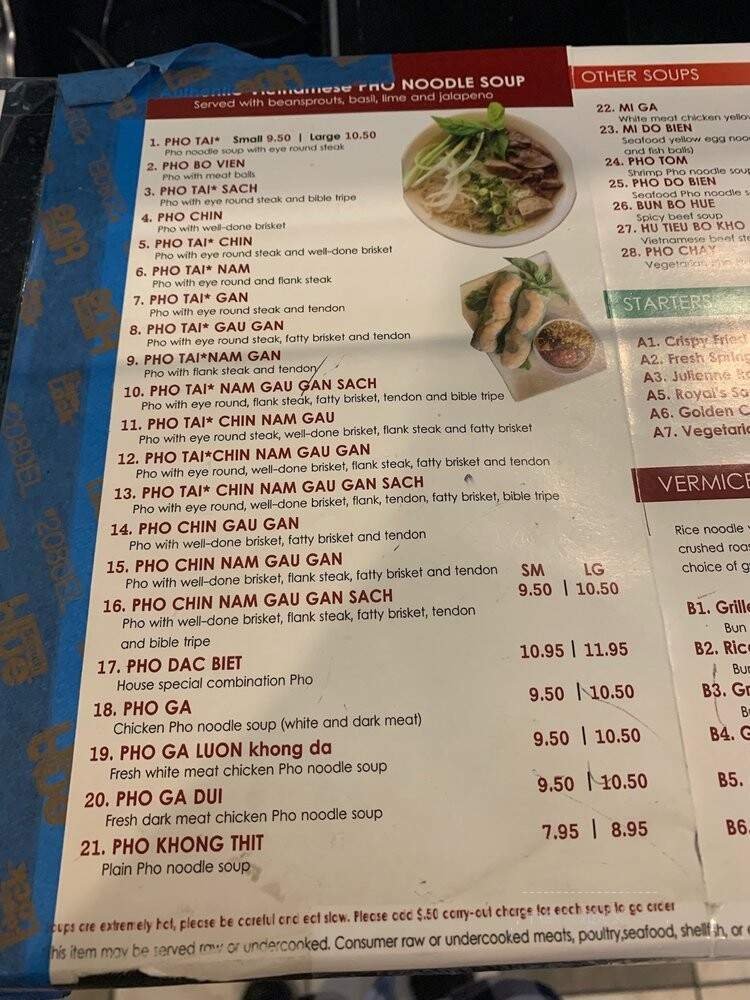 Vietnamese PHO NOODLE SOUP
Served with beansprouts, basil, lime and jalapeno
1. PHO TAI* Small 9.50 | Large 10.50
Pho noodle soup with eye round steak
2. PHO BO VIEN
Pho with meat balls
3. PHO TAI* SACH
Pho with eye round steak and bible tripe
4. PHO CHIN
Pho with well-done brisket
5. PHO TAI* CHIN
Pho with eye round steak and well-done brisket
6. PHO TAI* NAM
Pho with eye round and flank steak
7. PHO TAI* GAN
Pho with eye round steak and tendon
8. PHO TAI* GAU GAN
Pho with eye round steak, fatty brisket and tendon
9. PHO TAI*NAM GAN
Pho with flank steak and tendon
10. PHO TAI* NAM GAU GAN SACH
Pho with eye round, flank steak, fatty brisket, tendon and bible tripe
11. PHO TAI* CHIN NAM GAU
Pho with eye round steak, well-done brisket, flank steak and fatty brisket
12. PHO TAI*CHIN NAM GAU GAN
Pho with eye round, well-done brisket, flank steak, fatty brisket and tendon
13. PHO TAI* CHIN NAM GAU GAN SACH
Pho with eye round, well-done brisket, flank, tendon, fatty brisket, bible tripe
14. PHO CHIN GAU GAN
Pho with well-done brisket, fatty brisket and tendon
15. PHO CHIN NAM GAU GAN
Pho with well-done brisket, flank steak, fatty brisket and tendon
SM LG
16. PHO CHIN NAM GAU GAN SACH 9.50 | 10.50
Pho with well-done brisket, flank steak, fatty brisket, tendon
and bible tripe
17. PHO DAC BIET 10.95 | 11.95
House special combination Pho
18. PHO GA 9.50 | 10.50
Chicken Pho noodle soup (white and dark meat)
19. PHO GA LUON khong da 9.50 | 10.50
Fresh white meat chicken Pho noodle soup
20. PHO GA DUI 9.50 | 10.50
Fresh dark meat chicken Pho noodle soup
21. PHO KHONG THIT 7.95 | 8.95
Plain Pho noodle soup
oups are extremely hot, please be careful and eat slow. Please add $.50 carry-out charge for each soup to go order
his item may be served raw or undercooked. Consumer raw or undercooked meats, poultry,seafood, shellfish, or
OTHER SOUPS
22. MI GA
White meat chicken yello
23. MI DO BIEN
Seafood yellow egg noo
and fish balls)
24. PHO TOM
Shrimp Pho noodle soup
25. PHO DO BIEN
Seafood Pho noodle s
26. BUN BO HUE
Spicy beef soup
27. HU TIEU BO KHO
Vietnamese beef ste
28. PHO CHAY
Vegetarian
STARTERS
A1. Crispy Fried
A2. Fresh Spring
A3. Julienne
A5. Royal's Sa
A6. Golden C
A7. Vegetaria
VERMICE
Rice noodle
crushed roas
choice of g
B1. Grille
Bun
B2. Rice
Bu
B3. Gr
B
B4. G
B5.
B6.